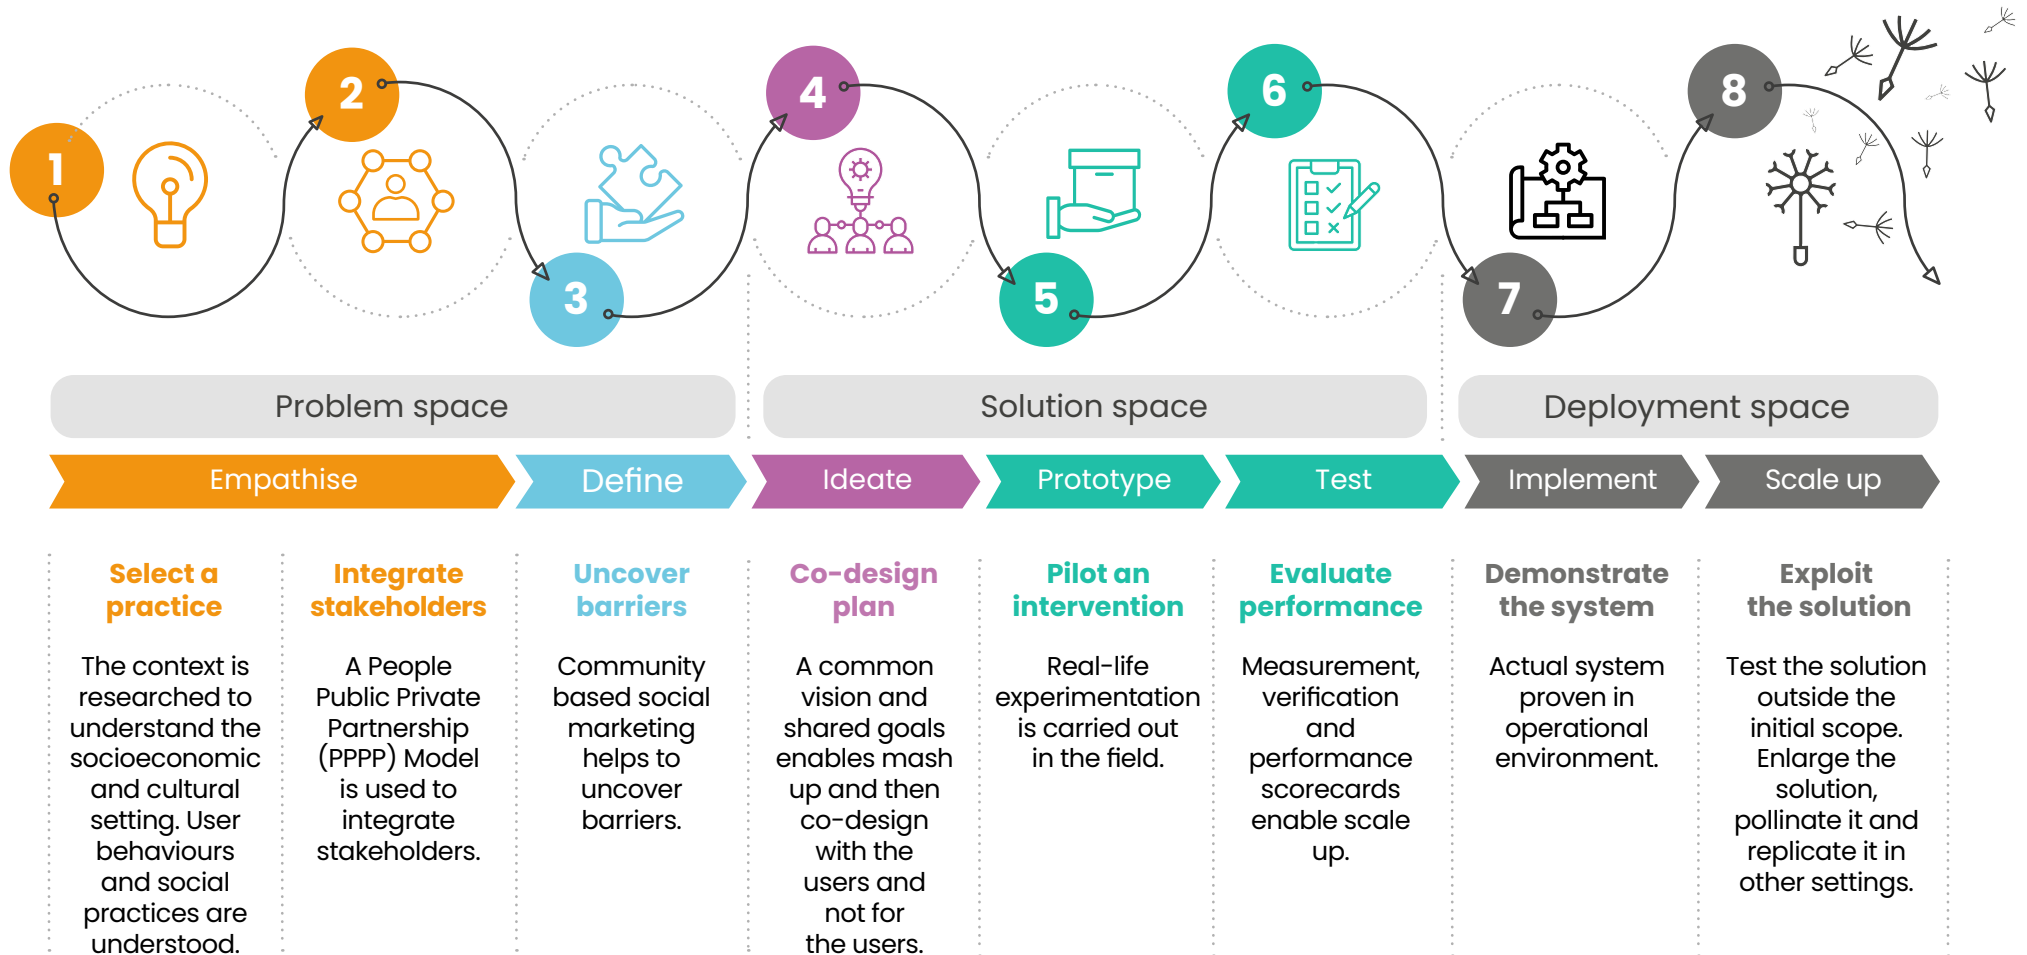 1
2
3
4
5
6
7
8
Problem space
Solution space
Deployment space
Empathise
Define
Ideate
Prototype
Test
Implement
Scale up
Select a
practice
The context is
researched to
understand the
socioeconomic
and cultural
setting. User
behaviours
and social
practices are
understood.
Integrate
stakeholders
A People
Public Private
Partnership
(PPPP) Model
is used to
integrate
stakeholders.
Uncover
barriers
Community
based social
marketing
helps to
uncover
barriers.
Co-design
plan
A common
vision and
shared goals
enables mash
up and then
co-design
with the
users and
not for
the users.
Pilot an
intervention
Real-life
experimentation
is carried out
in the field.
Evaluate
performance
Measurement,
verification
and
performance
scorecards
enable scale
up.
Demonstrate
the system
Actual system
proven in
operational
environment.
Exploit
the solution
Test the solution
outside the
initial scope.
Enlarge the
solution,
pollinate it and
replicate it in
other settings.